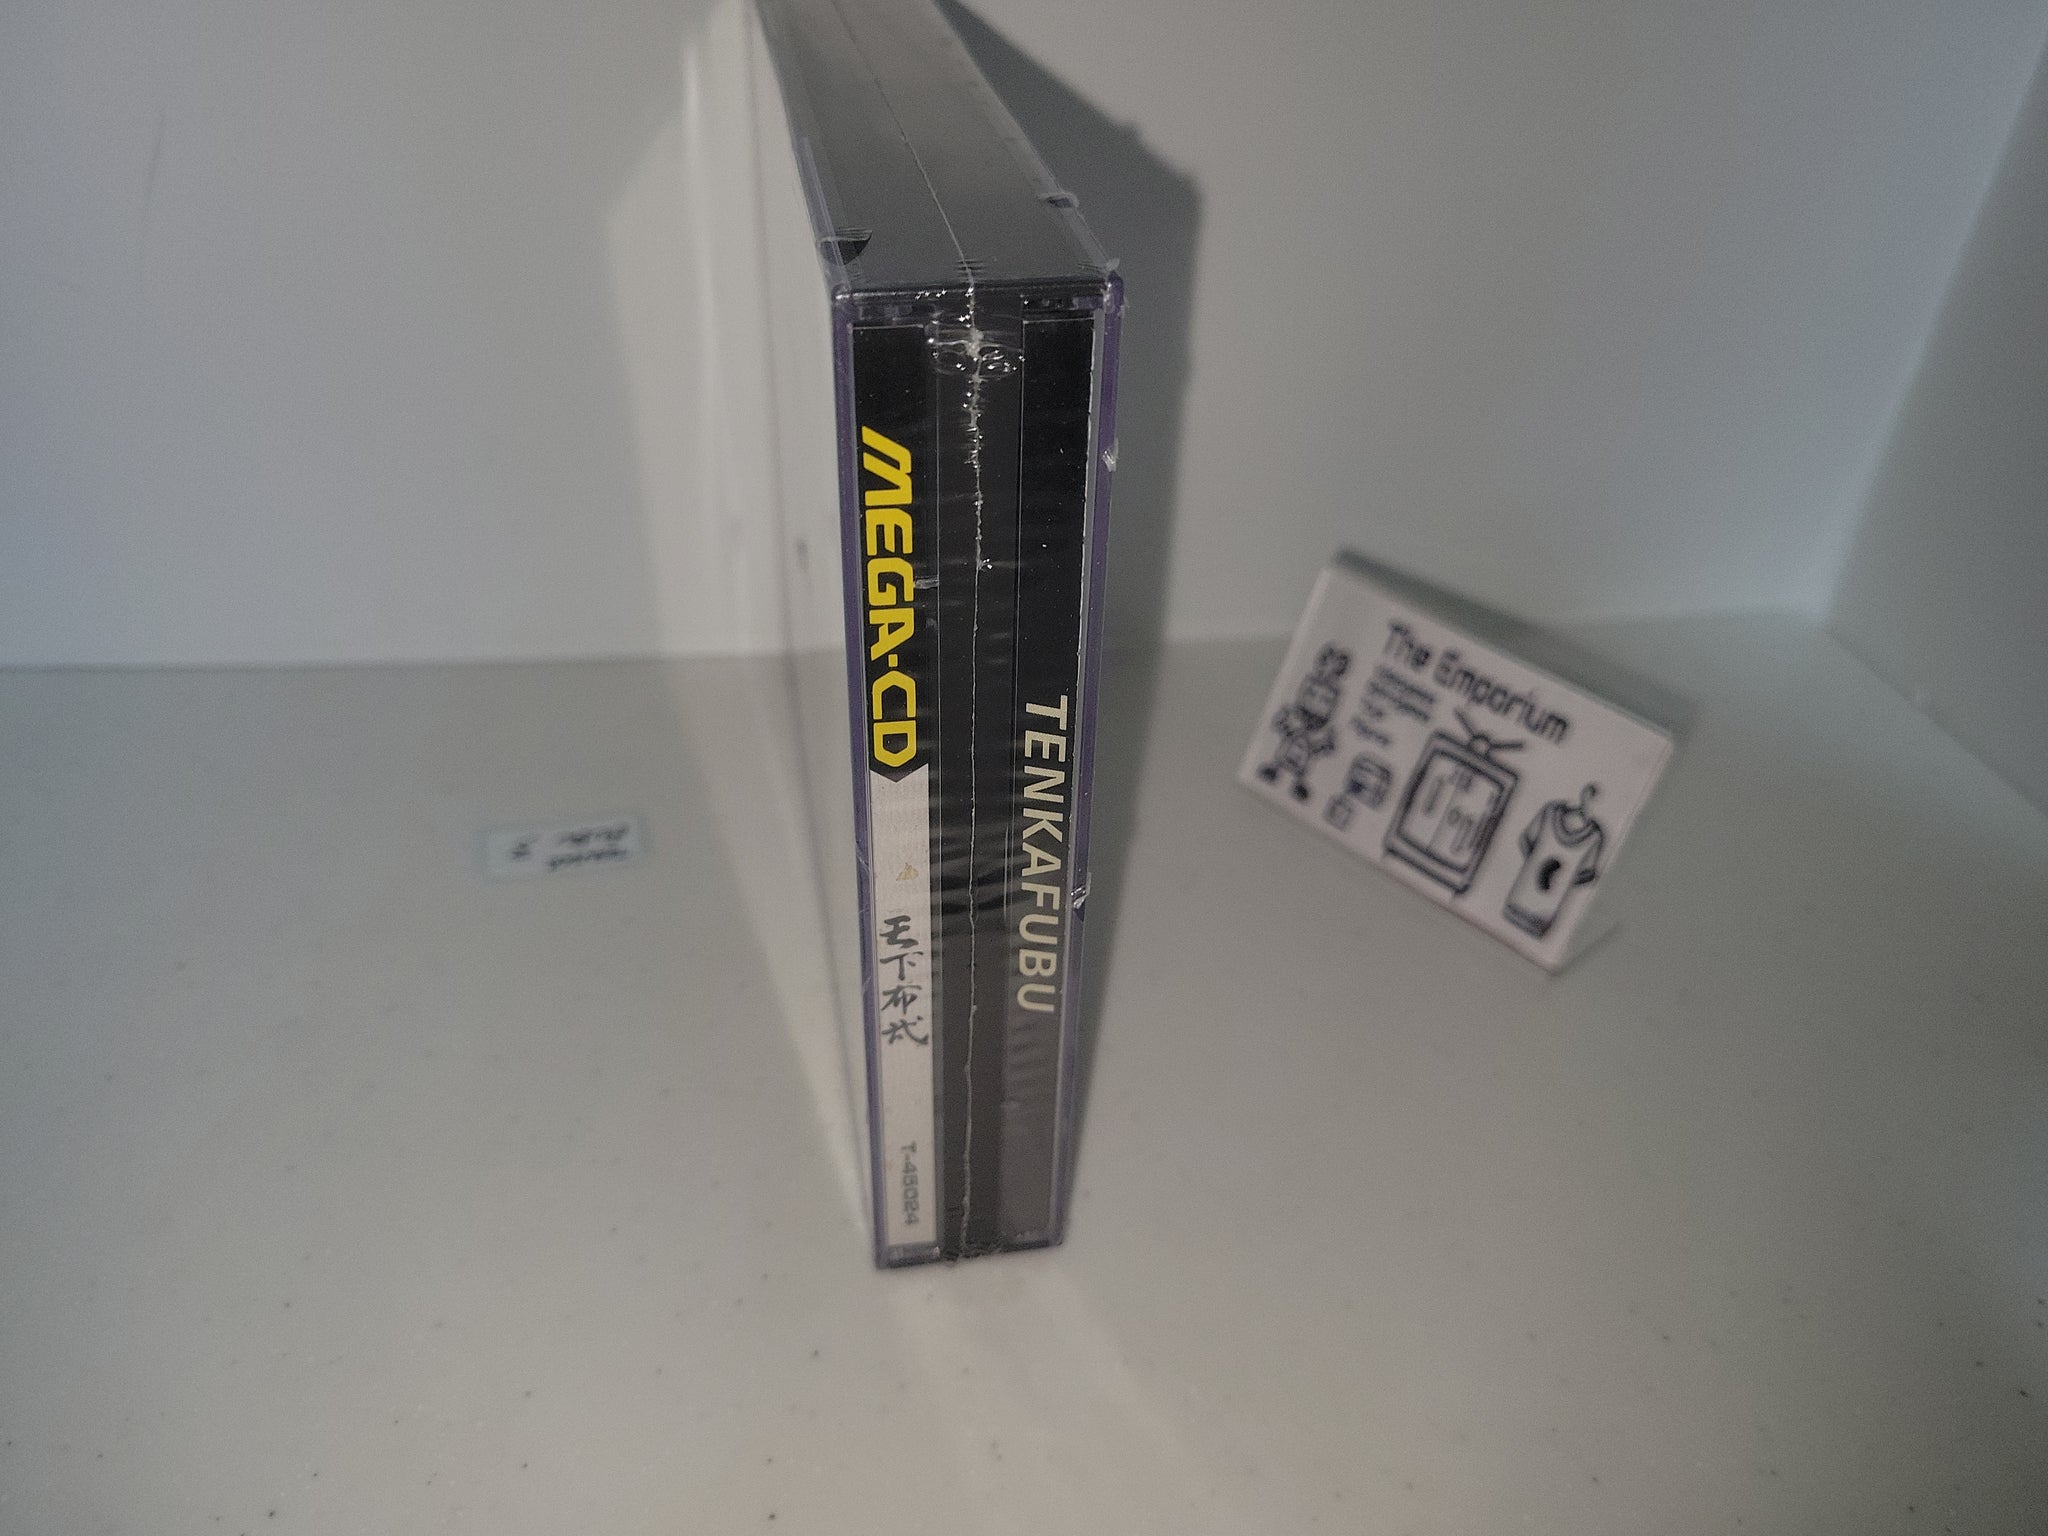 MEGA-CD
天下布武
T-45024
TENKAFUBU
The Emporium